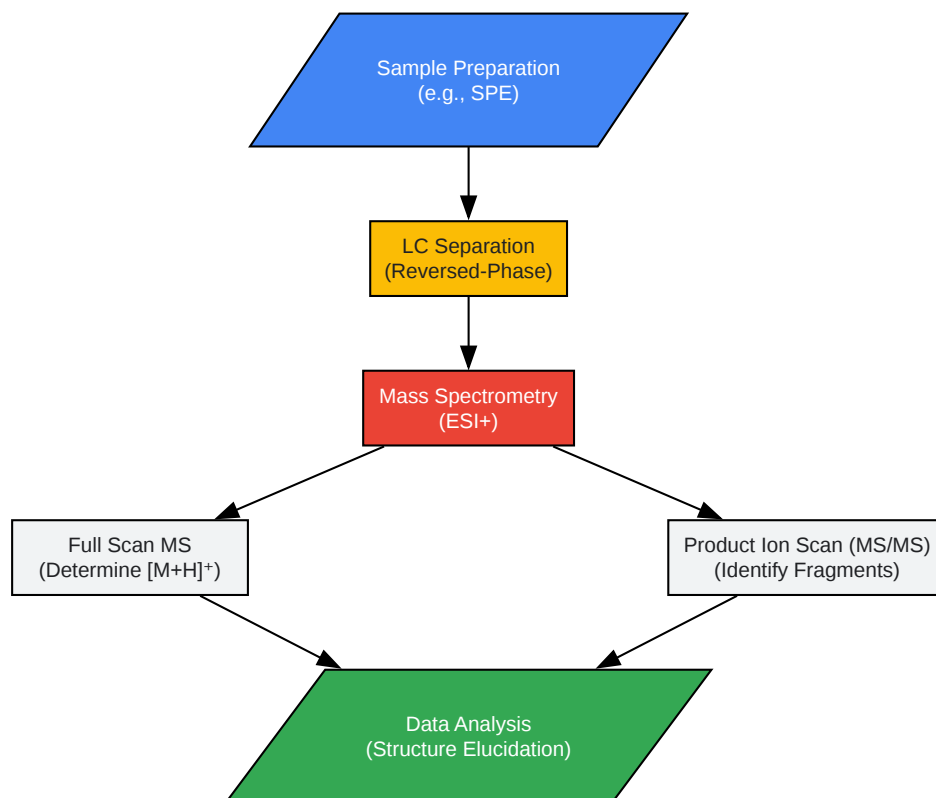 Sample Preparation
(e.g., SPE)
LC Separation
(Reversed-Phase)
Mass Spectrometry
(ESI+)
Full Scan MS
(Determine [M+H]⁺)
Product Ion Scan (MS/MS)
(Identify Fragments)
Data Analysis
(Structure Elucidation)